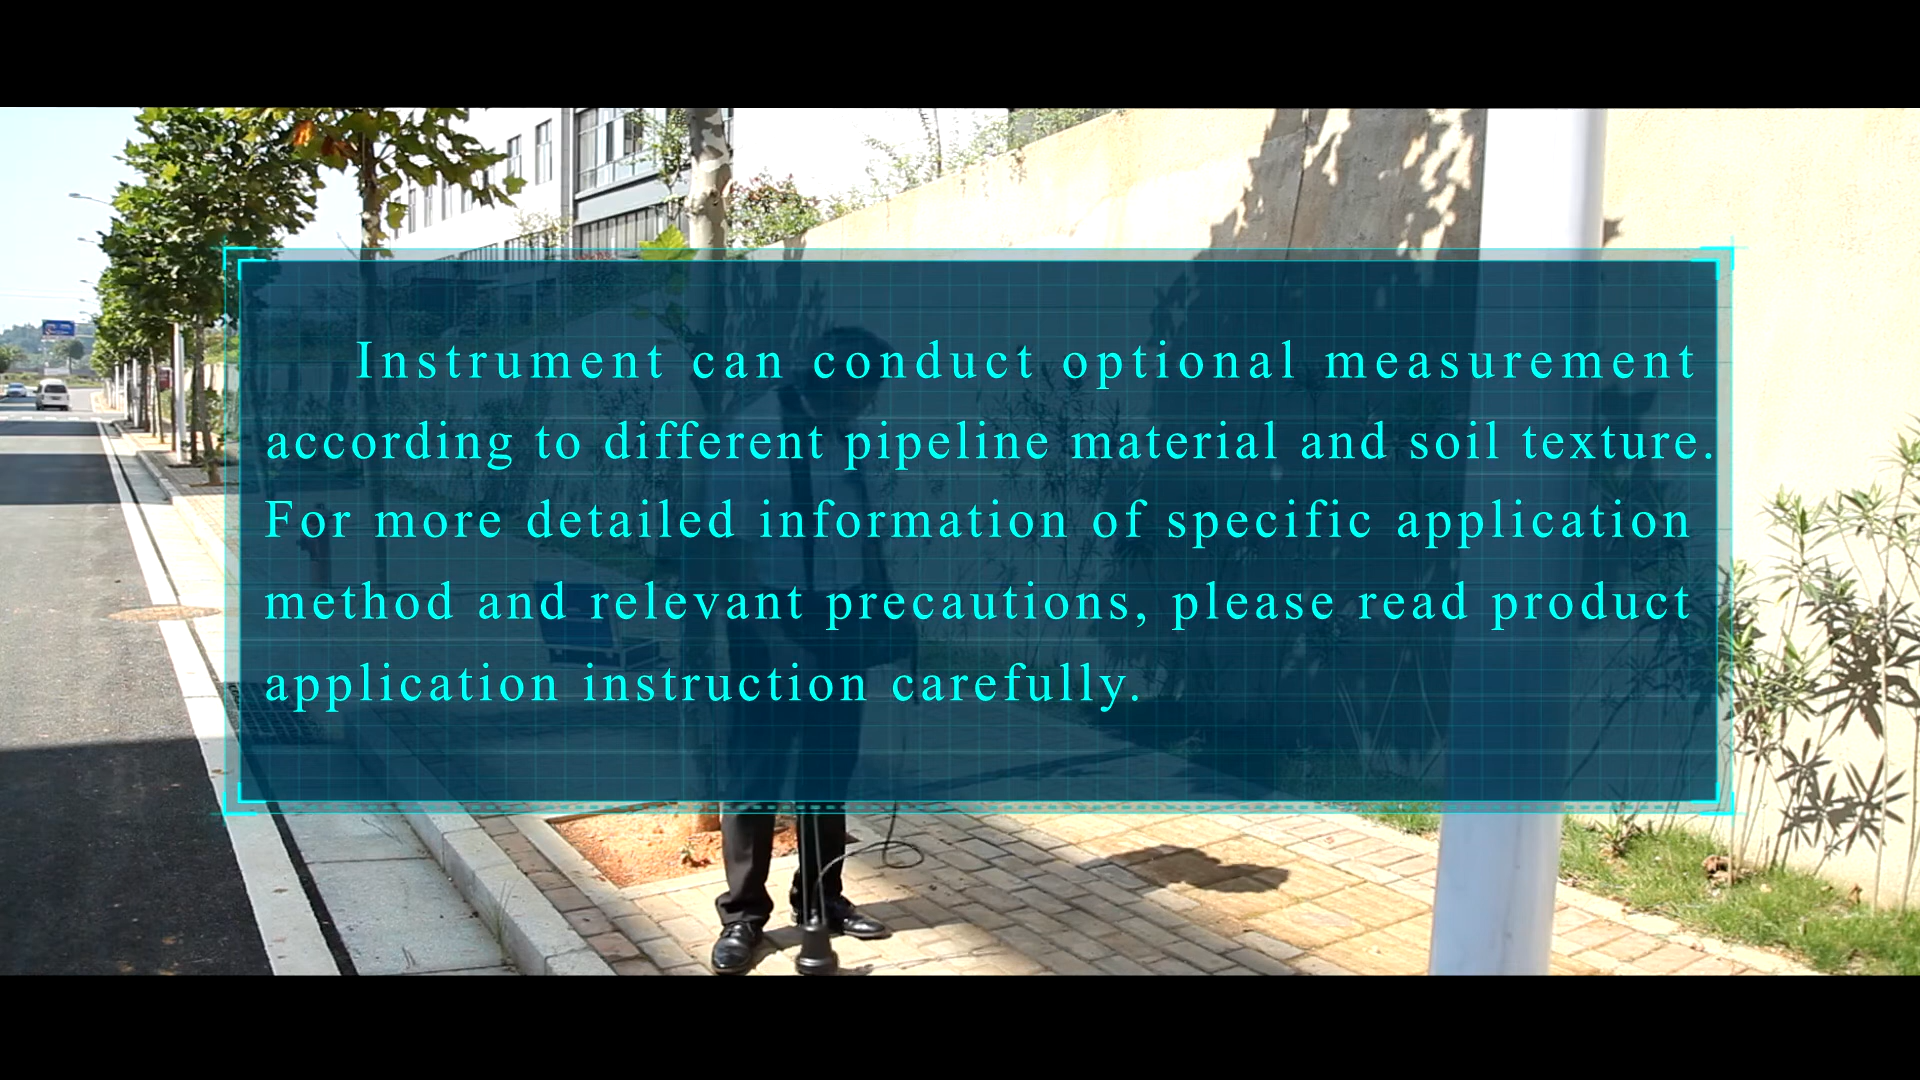 Instrument can conduct optional measurement
according to different pipeline material and soil texture.
For more detailed information of specific application
method and relevant precautions, please read product
application instruction carefully.